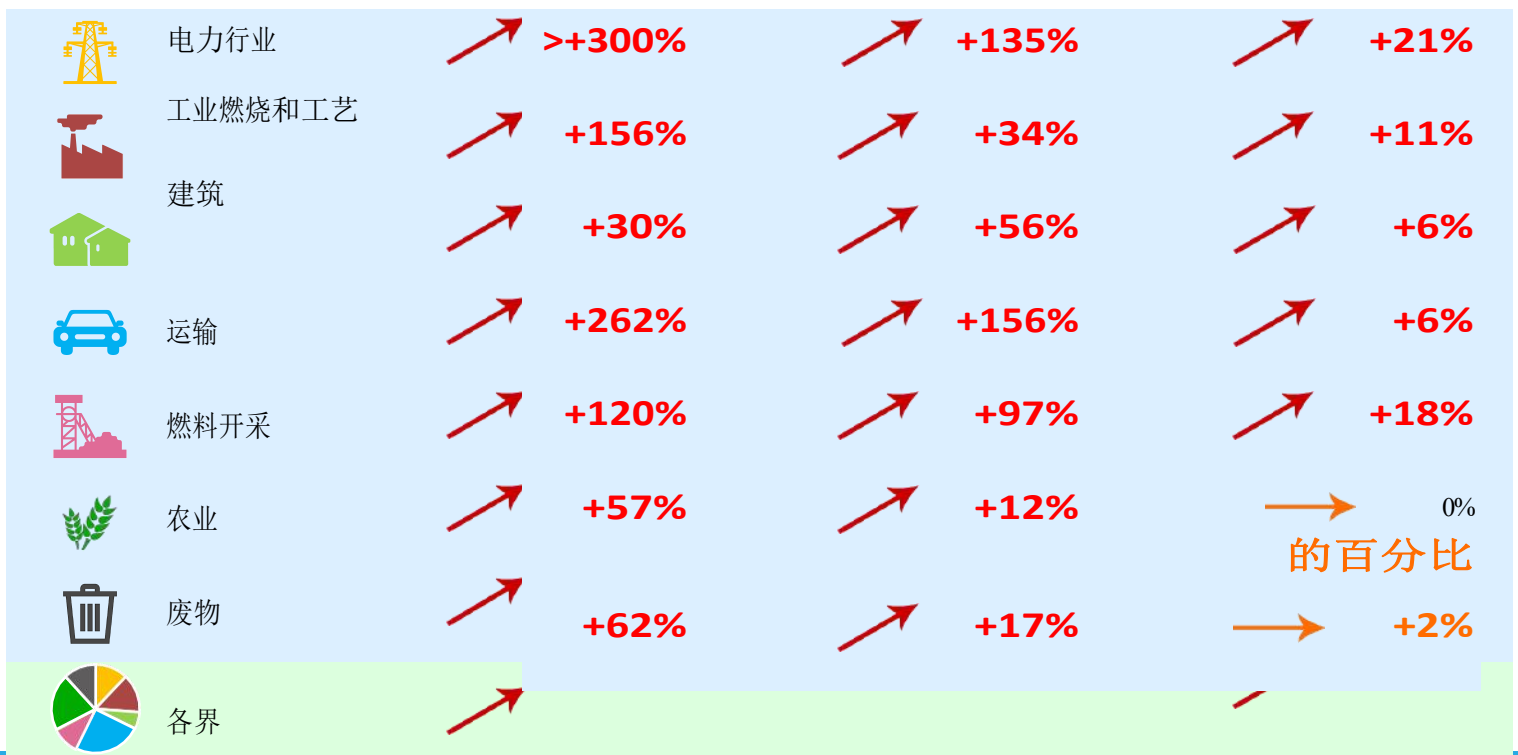 电力行业 >+300% +135% +21%
工业燃烧和工艺 +156% +34% +11%
建筑 +30% +56% +6%
运输 +262% +156% +6%
燃料开采 +120% +97% +18%
农业 +57% +12% 0%
的百分比
废物 +62% +17% +2%
各界